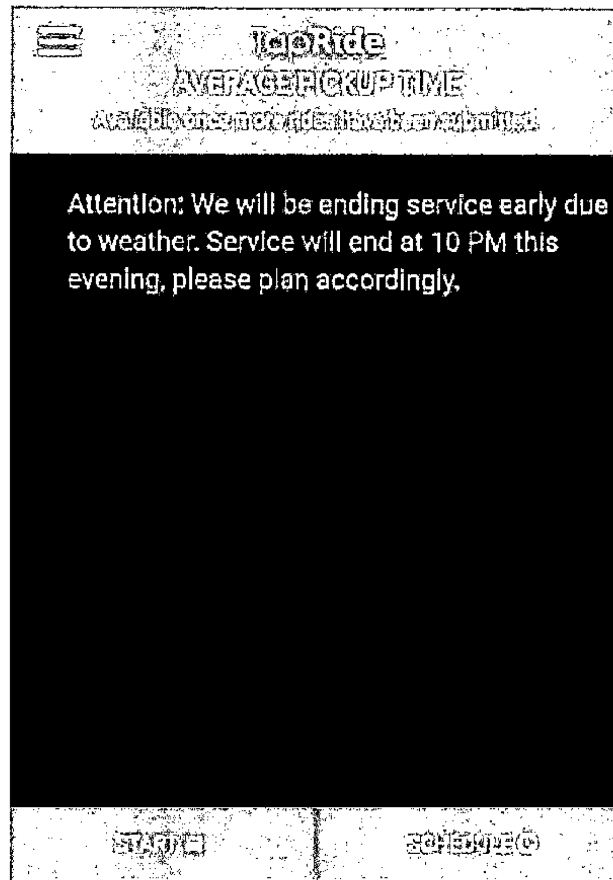 TapRide
AVERAGE PICKUP TIME
Available once more rides have been submitted.
Attention: We will be ending service early due
to weather. Service will end at 10 PM this
evening, please plan accordingly.
START
SCHEDULE